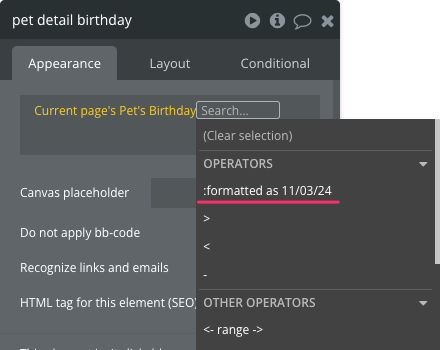 pet detail birthday
Appearance
Layout
Conditional
Current page's Pet's Birthday Search...
(Clear selection)
OPERATORS
:formatted as 11/03/24
Canvas placeholder
>
Do not apply bb-code
<
Recognize links and emails
-
HTML tag for this element (SEO)
OTHER OPERATORS
<- range ->